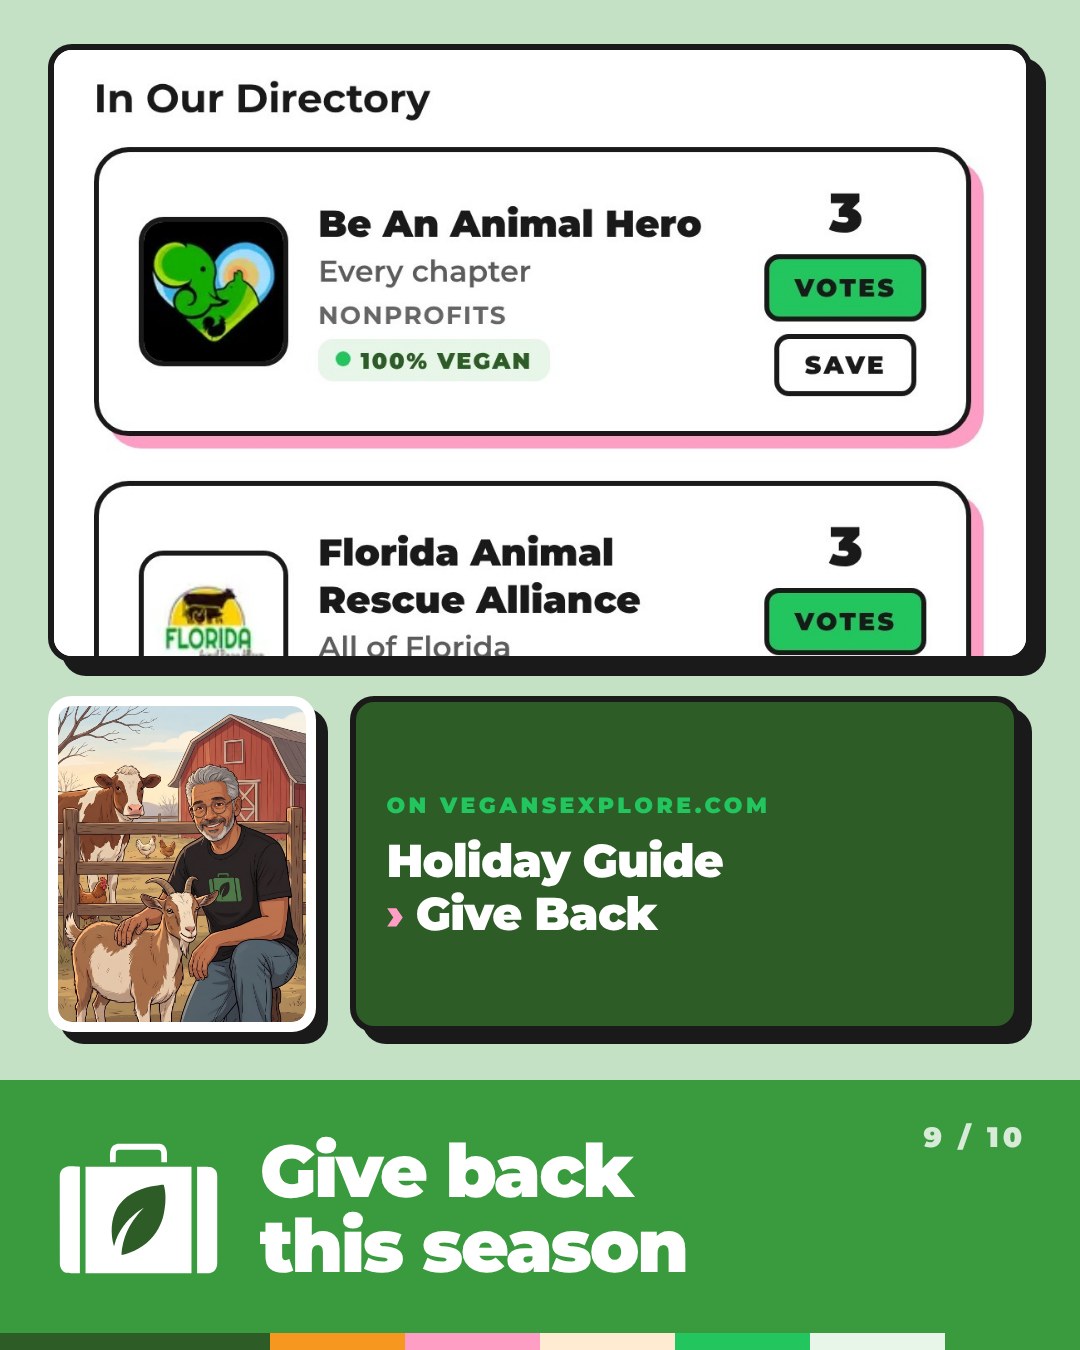 In Our Directory
Be An Animal Hero
Every chapter
NONPROFITS
100% VEGAN
3
VOTES
SAVE
Florida Animal
Rescue Alliance
All of Florida
3
VOTES
FLORIDA
ON VEGANSEXPLORE.COM
Holiday Guide
› Give Back
Give back
this season
9 / 10